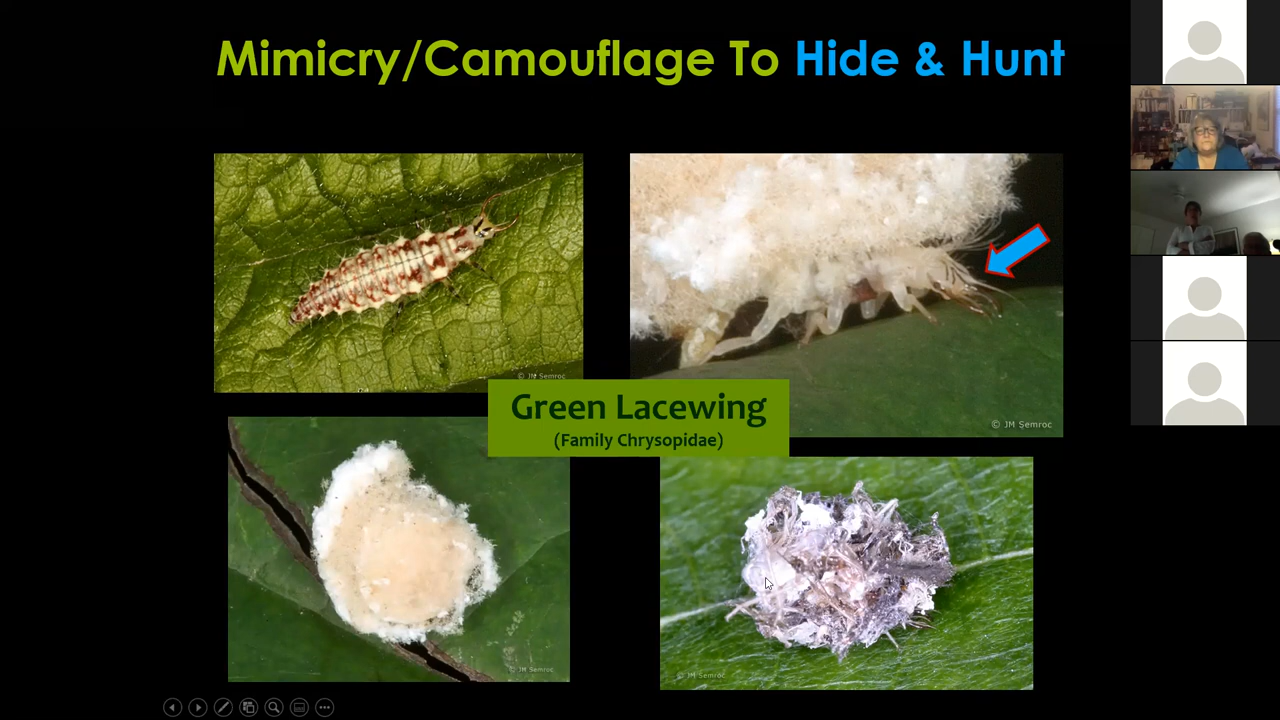 Mimicry/Camouflage To Hide & Hunt
© JM Semroc
© JM Semroc
Green Lacewing
(Family Chrysopidae)
© JM Semroc
© JM Semroc